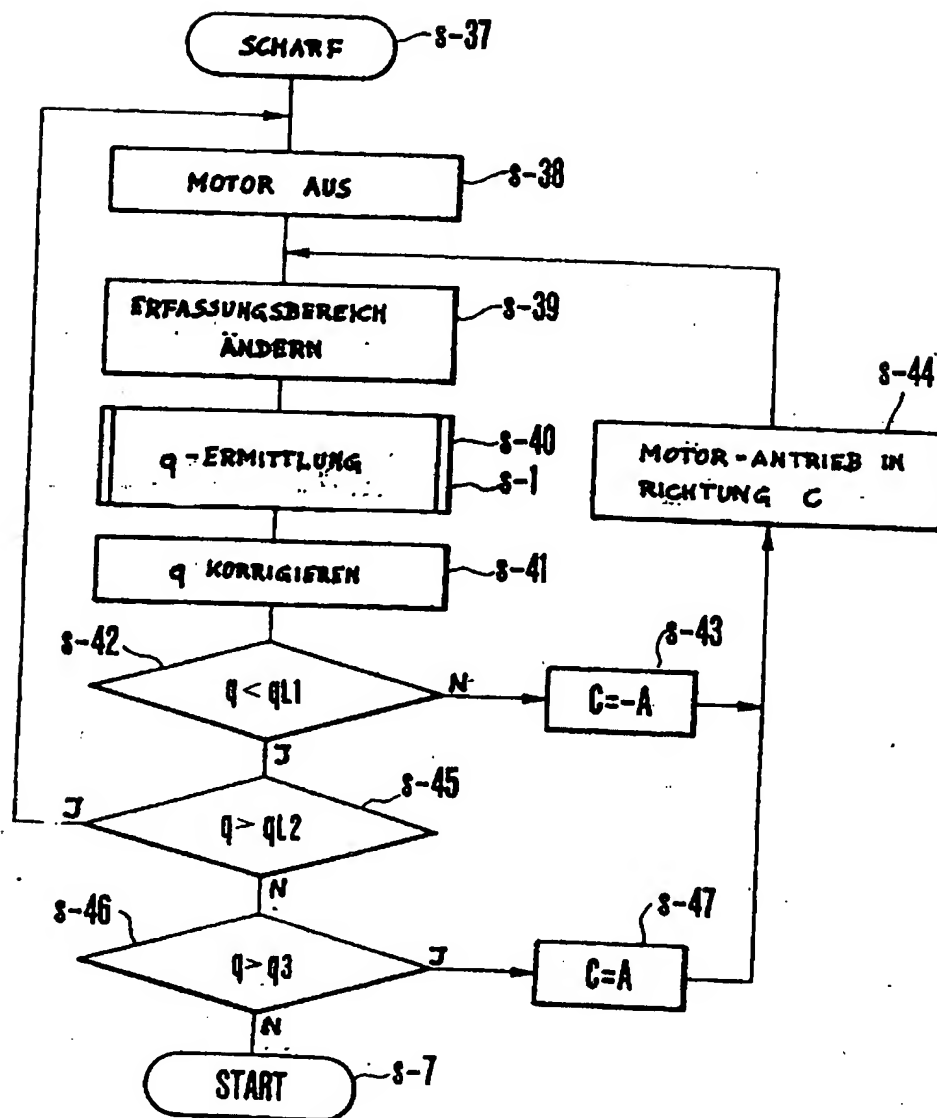 SCHARF
s-37
MOTOR AUS
s-38
ERFASSUNGSBEREICH
ÄNDERN
s-39
s-44
q-ERMITTLUNG
s-40
s-1
MOTOR-ANTRIEB IN
RICHTUNG C
q KORRIGIEREN
s-41
s-42
q < qL1
N
s-43
C=-A
J
s-45
J
q > qL2
N
s-46
q > q3
J
s-47
C=A
N
START
s-7